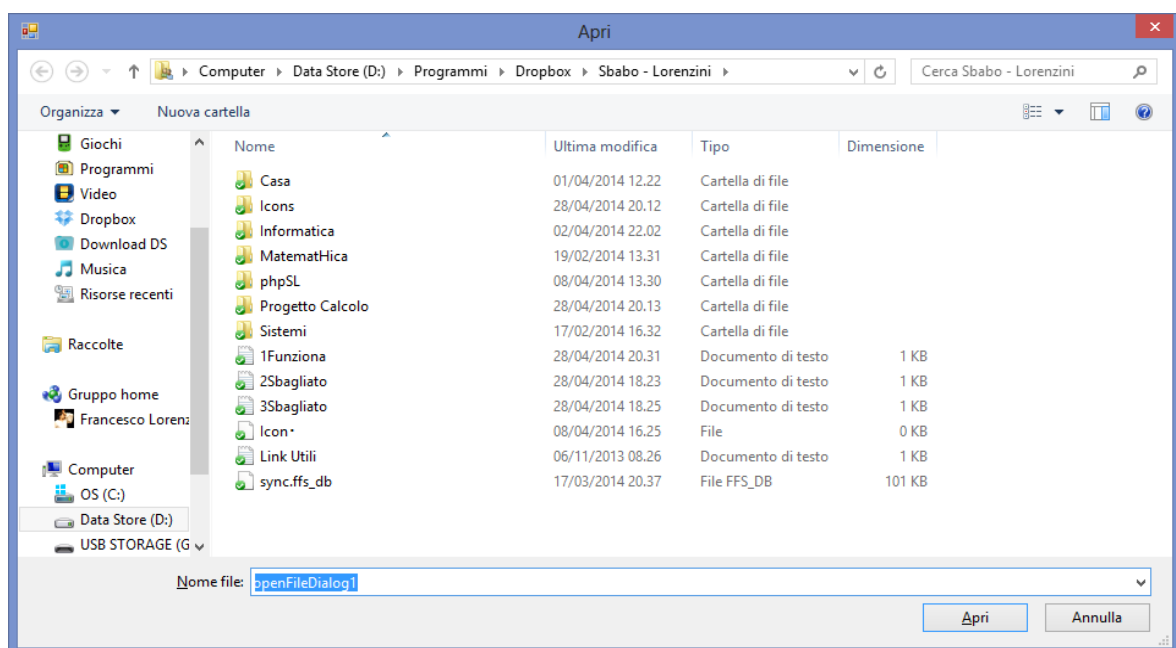 Apri
Computer Data Store (D:) Programmi Dropbox Sbabo - Lorenzini Cerca Sbabo - Lorenzini
Organizza Nuova cartella
Giochi
Programmi
Video
Dropbox
Download DS
Musica
Risorse recenti
Raccolte
Gruppo home
Francesco Lorenz
Computer
OS (C:)
Data Store (D:)
USB STORAGE (G
Nome Ultima modifica Tipo Dimensione
Casa 01/04/2014 12.22 Cartella di file
Icons 28/04/2014 20.12 Cartella di file
Informatica 02/04/2014 22.02 Cartella di file
MatematHica 19/02/2014 13.31 Cartella di file
phpSL 08/04/2014 13.30 Cartella di file
Progetto Calcolo 28/04/2014 20.13 Cartella di file
Sistemi 17/02/2014 16.32 Cartella di file
1Funziona 28/04/2014 20.31 Documento di testo 1 KB
2Sbagliato 28/04/2014 18.23 Documento di testo 1 KB
3Sbagliato 28/04/2014 18.25 Documento di testo 1 KB
Icon· 08/04/2014 16.25 File 0 KB
Link Utili 06/11/2013 08.26 Documento di testo 1 KB
sync.ffs_db 17/03/2014 20.37 File FFS_DB 101 KB
Nome file: openFileDialog1
Apri Annulla